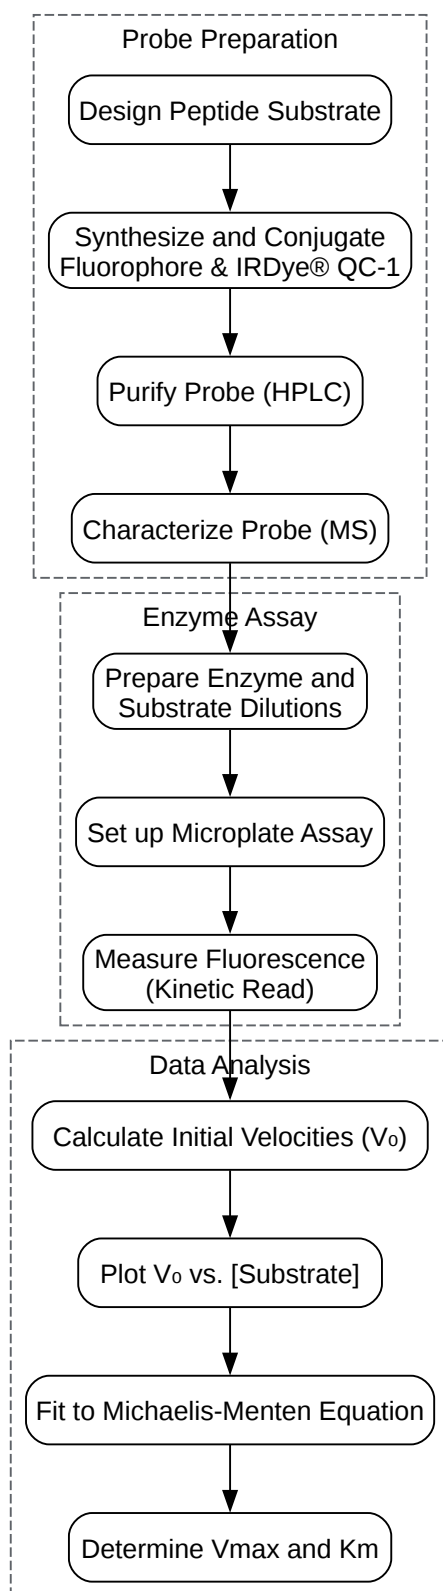 Probe Preparation
Design Peptide Substrate
Synthesize and Conjugate
Fluorophore & IRDye® QC-1
Purify Probe (HPLC)
Characterize Probe (MS)
Enzyme Assay
Prepare Enzyme and
Substrate Dilutions
Set up Microplate Assay
Measure Fluorescence
(Kinetic Read)
Data Analysis
Calculate Initial Velocities (V₀)
Plot V₀ vs. [Substrate]
Fit to Michaelis-Menten Equation
Determine Vmax and Km